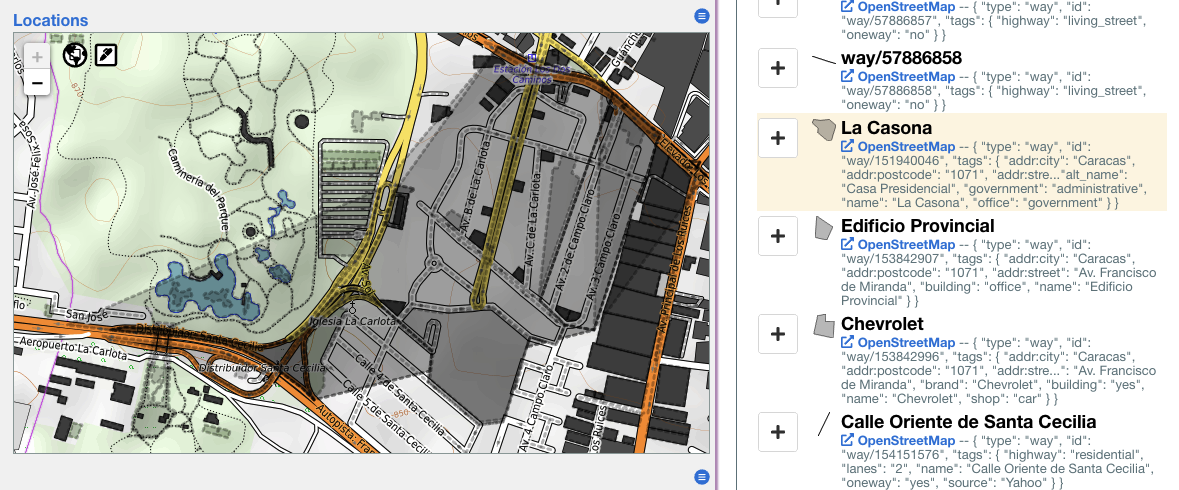 Locations
Estación Los Dos
Caminos
Guanchez
Av. José Félix Sosa
870
Caminería del Parque
Av. B de La Carlota
Av. C de La Carlota
Av. 2 de Campo Claro
Av. 1 Campo Claro
Elevado
Av. Principal de Los Ruices
San José
Iglesia La Carlota
Aeropuerto La Carlota
Distribuidor Santa Cecilia
Calle 4 de Santa Cecilia
Calle 5 de Santa Cecilia
850
Av. 4 Campo Claro
Los Ruices
Autopista Fran
OpenStreetMap -- { "type": "way", "id":
"way/57886857", "tags": { "highway": "living_street",
"oneway": "no" } }
way/57886858
OpenStreetMap -- { "type": "way", "id":
"way/57886858", "tags": { "highway": "living_street",
"oneway": "no" } }
La Casona
OpenStreetMap -- { "type": "way", "id":
"way/151940046", "tags": { "addr:city": "Caracas",
"addr:postcode": "1071", "addr:stre..."alt_name":
"Casa Presidencial", "government": "administrative",
"name": "La Casona", "office": "government" } }
Edificio Provincial
OpenStreetMap -- { "type": "way", "id":
"way/153842907", "tags": { "addr:city": "Caracas",
"addr:postcode": "1071", "addr:street": "Av. Francisco
de Miranda", "building": "office", "name": "Edificio
Provincial" } }
Chevrolet
OpenStreetMap -- { "type": "way", "id":
"way/153842996", "tags": { "addr:city": "Caracas",
"addr:postcode": "1071", "addr:stre...": "Av. Francisco
de Miranda", "brand": "Chevrolet", "building": "yes",
"name": "Chevrolet", "shop": "car" } }
Calle Oriente de Santa Cecilia
OpenStreetMap -- { "type": "way", "id":
"way/154151576", "tags": { "highway": "residential",
"lanes": "2", "name": "Calle Oriente de Santa Cecilia",
"oneway": "yes", "source": "Yahoo" } }